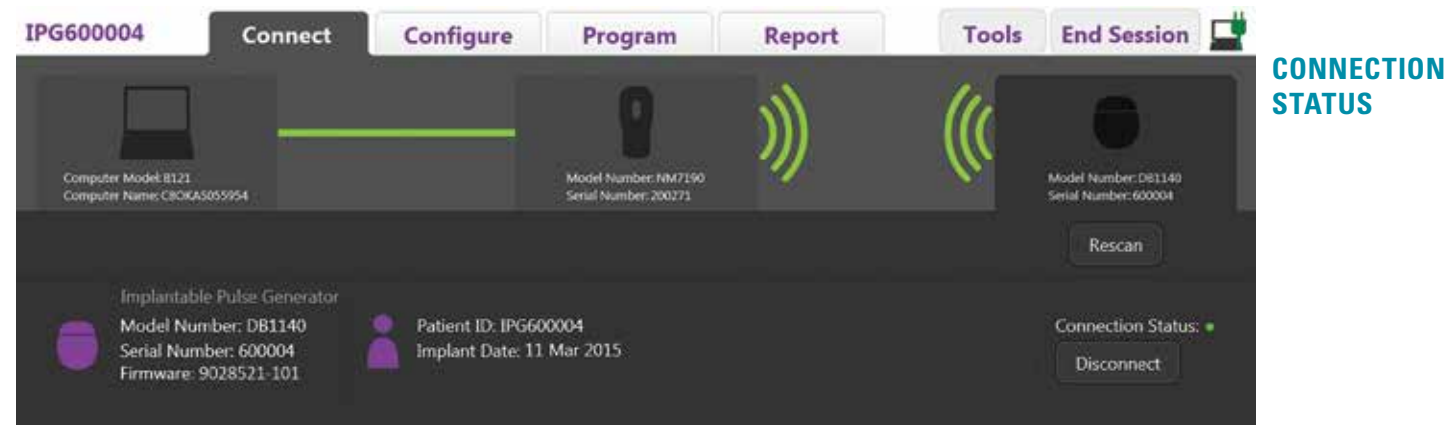 IPG600004
Connect
Configure
Program
Report
Tools
End Session
CONNECTION
STATUS
Computer Model: 8121
Computer Name: C8OKAS055954
Model Number: NM7190
Serial Number: 200271
Model Number: DB1140
Serial Number: 600004
Rescan
Implantable Pulse Generator
Model Number: DB1140
Serial Number: 600004
Firmware: 9028521-101
Patient ID: IPG600004
Implant Date: 11 Mar 2015
Connection Status:
Disconnect